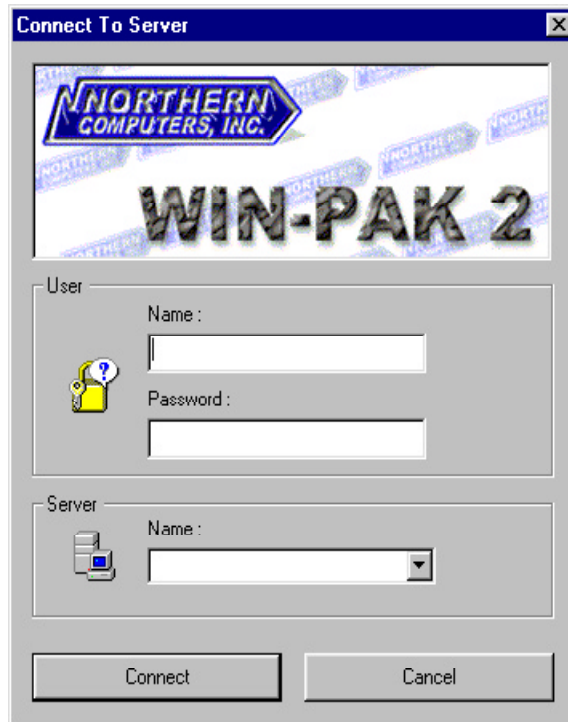 Connect To Server
NORTHERN
COMPUTERS, INC.
WIN-PAK 2
User
Name :
?
Password :
Server
Name :
Connect
Cancel